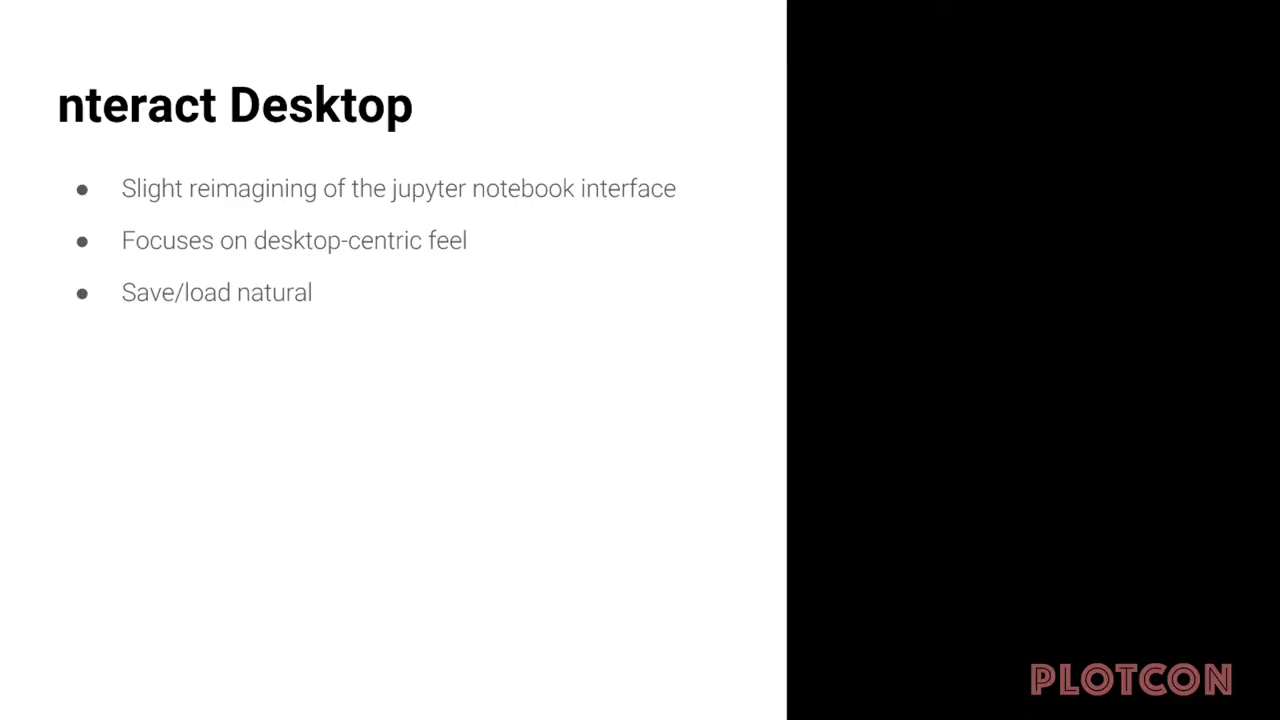 nteract Desktop
● Slight reimagining of the jupyter notebook interface
● Focuses on desktop-centric feel
● Save/load natural
PLOTCON